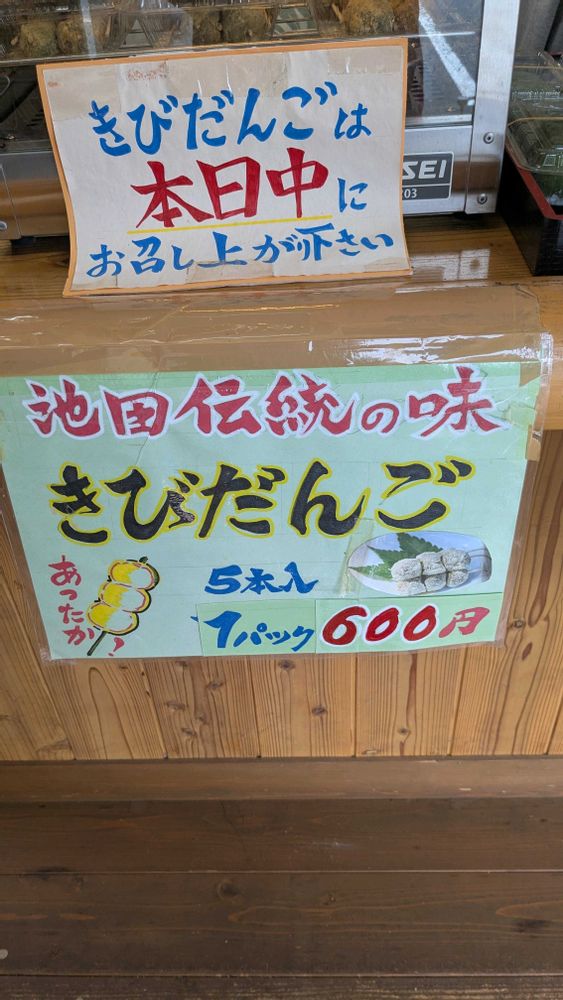 きびだんごは
本日中に
お召し上が下さい
SEI
203
池田伝統の味
きびだんご
あったか!
5本入
1パック 600円